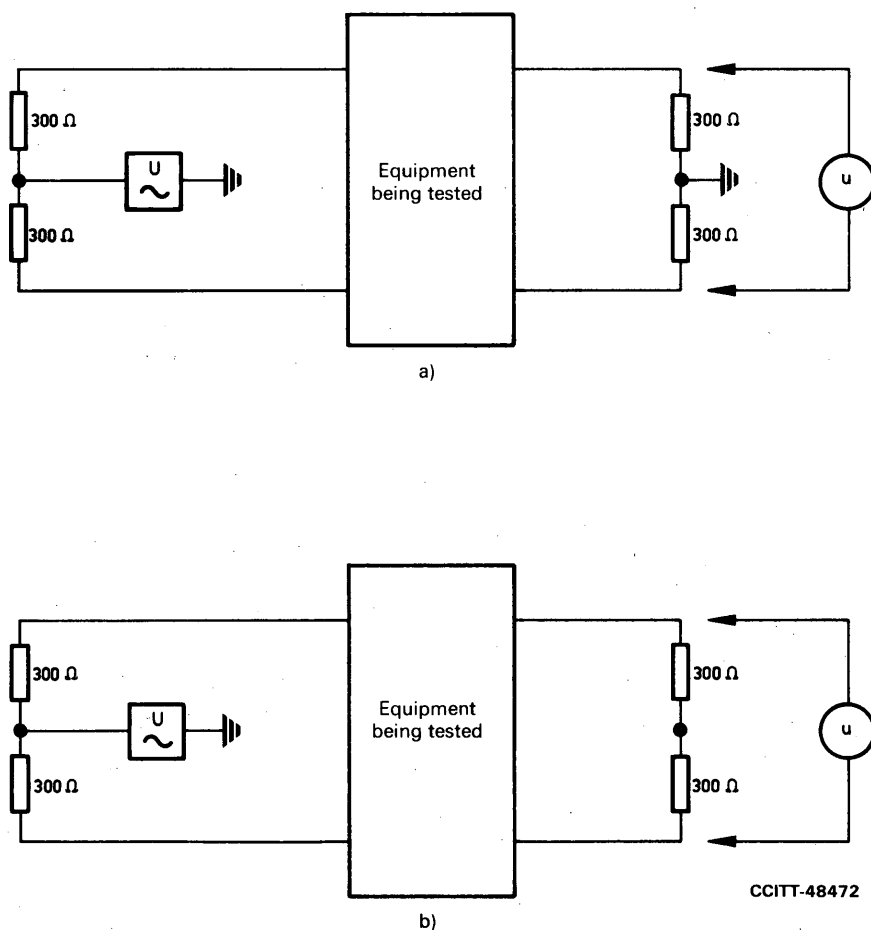 300 Ω
300 Ω
U
Equipment
being tested
300 Ω
300 Ω
u
a)
300 Ω
300 Ω
U
Equipment
being tested
300 Ω
300 Ω
u
CCITT-48472
b)